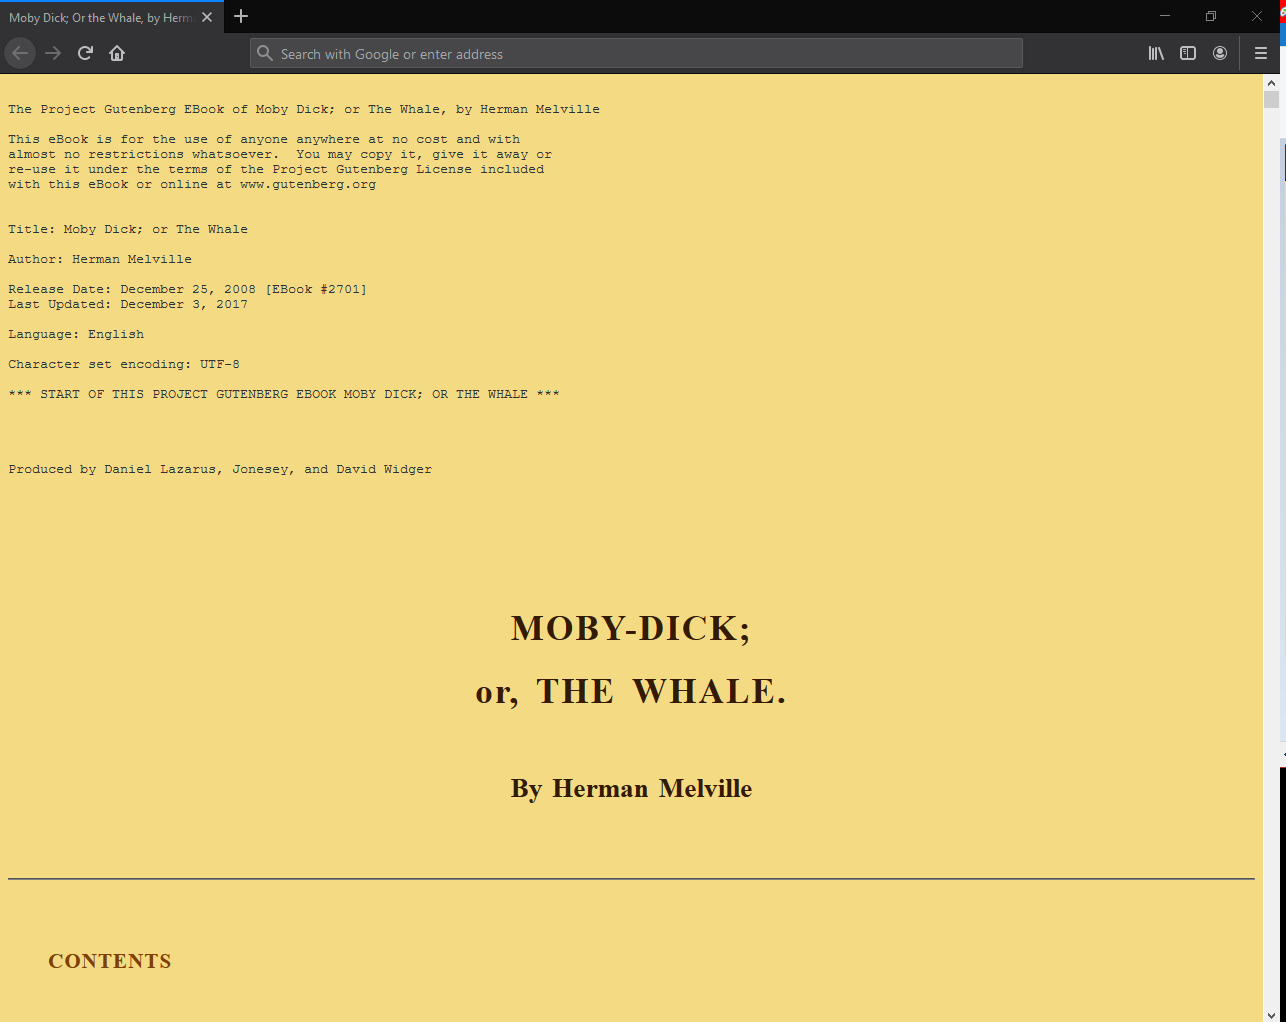 Moby Dick; Or the Whale, by Herm
Search with Google or enter address
The Project Gutenberg EBook of Moby Dick; or The Whale, by Herman Melville
This eBook is for the use of anyone anywhere at no cost and with
almost no restrictions whatsoever.  You may copy it, give it away or
re-use it under the terms of the Project Gutenberg License included
with this eBook or online at www.gutenberg.org
Title: Moby Dick; or The Whale
Author: Herman Melville
Release Date: December 25, 2008 [EBook #2701]
Last Updated: December 3, 2017
Language: English
Character set encoding: UTF-8
*** START OF THIS PROJECT GUTENBERG EBOOK MOBY DICK; OR THE WHALE ***
Produced by Daniel Lazarus, Jonesey, and David Widger
MOBY-DICK;
or, THE WHALE.
By Herman Melville
CONTENTS